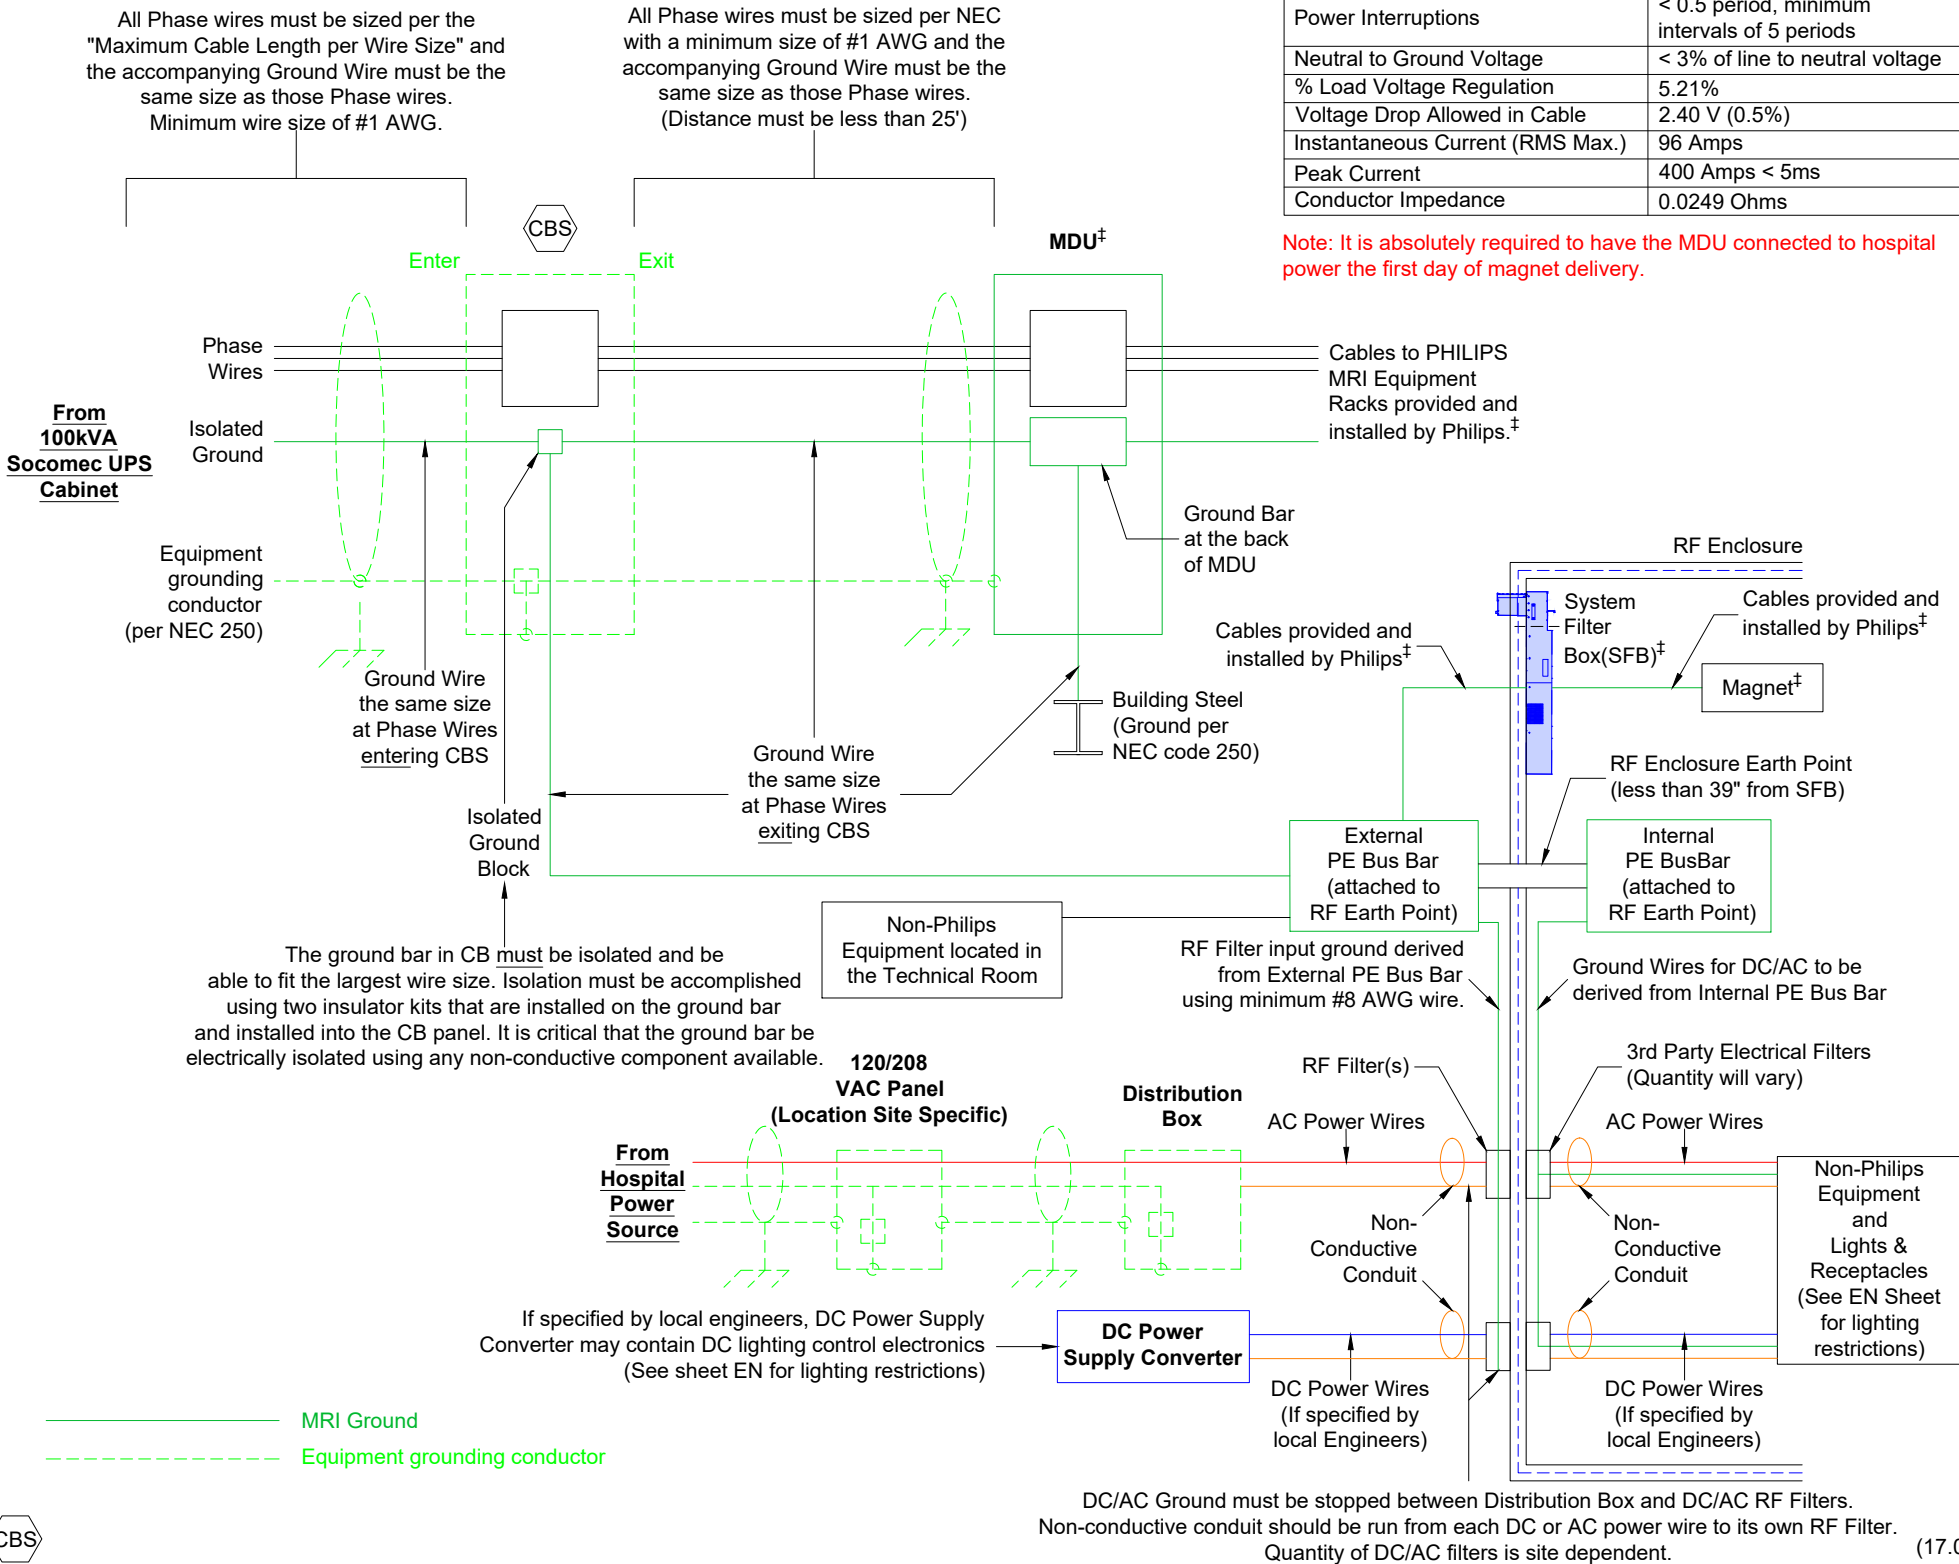 All Phase wires must be sized per the
"Maximum Cable Length per Wire Size" and
the accompanying Ground Wire must be the
same size as those Phase wires.
Minimum wire size of #1 AWG.
All Phase wires must be sized per NEC
with a minimum size of #1 AWG and the
accompanying Ground Wire must be the
same size as those Phase wires.
(Distance must be less than 25')
Power Interruptions
< 0.5 period, minimum
intervals of 5 periods
Neutral to Ground Voltage
< 3% of line to neutral voltage
% Load Voltage Regulation
5.21%
Voltage Drop Allowed in Cable
2.40 V (0.5%)
Instantaneous Current (RMS Max.)
96 Amps
Peak Current
400 Amps < 5ms
Conductor Impedance
0.0249 Ohms
Note: It is absolutely required to have the MDU connected to hospital
power the first day of magnet delivery.
CBS
Enter
Exit
MDU‡
Phase
Wires
From
100kVA
Socomec UPS
Cabinet
Isolated
Ground
Equipment
grounding
conductor
(per NEC 250)
Cables to PHILIPS
MRI Equipment
Racks provided and
installed by Philips.‡
Ground Bar
at the back
of MDU
Ground Wire
the same size
at Phase Wires
entering CBS
Ground Wire
the same size
at Phase Wires
exiting CBS
Building Steel
(Ground per
NEC code 250)
Isolated
Ground
Block
RF Enclosure
System
Filter
Box(SFB)‡
Cables provided and
installed by Philips‡
Cables provided and
installed by Philips‡
Magnet‡
RF Enclosure Earth Point
(less than 39" from SFB)
External
PE Bus Bar
(attached to
RF Earth Point)
Internal
PE BusBar
(attached to
RF Earth Point)
Non-Philips
Equipment located in
the Technical Room
The ground bar in CB must be isolated and be
able to fit the largest wire size. Isolation must be accomplished
using two insulator kits that are installed on the ground bar
and installed into the CB panel. It is critical that the ground bar be
electrically isolated using any non-conductive component available.
RF Filter input ground derived
from External PE Bus Bar
using minimum #8 AWG wire.
Ground Wires for DC/AC to be
derived from Internal PE Bus Bar
120/208
VAC Panel
(Location Site Specific)
Distribution
Box
RF Filter(s)
3rd Party Electrical Filters
(Quantity will vary)
AC Power Wires
AC Power Wires
From
Hospital
Power
Source
Non-
Conductive
Conduit
Non-
Conductive
Conduit
Non-Philips
Equipment
and
Lights &
Receptacles
(See EN Sheet
for lighting
restrictions)
If specified by local engineers, DC Power Supply
Converter may contain DC lighting control electronics
(See sheet EN for lighting restrictions)
DC Power
Supply Converter
DC Power Wires
(If specified by
local Engineers)
DC Power Wires
(If specified by
local Engineers)
MRI Ground
Equipment grounding conductor
DC/AC Ground must be stopped between Distribution Box and DC/AC RF Filters.
Non-conductive conduit should be run from each DC or AC power wire to its own RF Filter.
Quantity of DC/AC filters is site dependent.
CBS